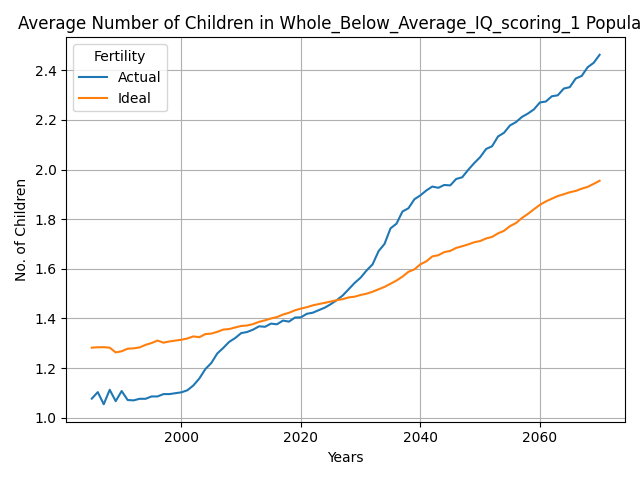 Average Number of Children in Whole_Below_Average_IQ_scoring_1 Popula
Fertility
Actual
Ideal
2.4
2.2
2.0
1.8
1.6
1.4
1.2
1.0
No. of Children
2000 2020 2040 2060
Years